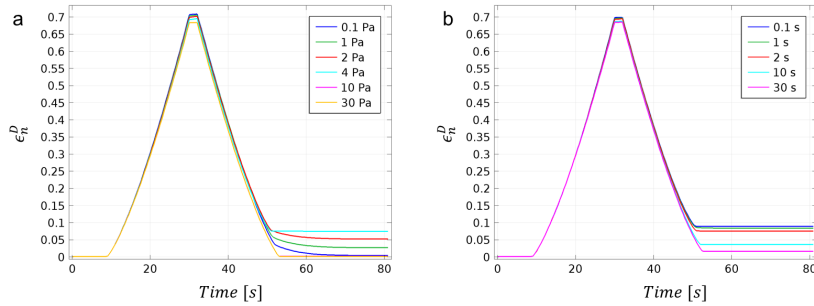 a
0.7
0.65
0.6
0.55
0.5
0.45
0.4
0.35
0.3
0.25
0.2
0.15
0.1
0.05
0
0 20 40 60 80
ϵₙᴰ
Time [s]
0.1 Pa
1 Pa
2 Pa
4 Pa
10 Pa
30 Pa
b
0.7
0.65
0.6
0.55
0.5
0.45
0.4
0.35
0.3
0.25
0.2
0.15
0.1
0.05
0
0 20 40 60 80
ϵₙᴰ
Time [s]
0.1 s
1 s
2 s
10 s
30 s